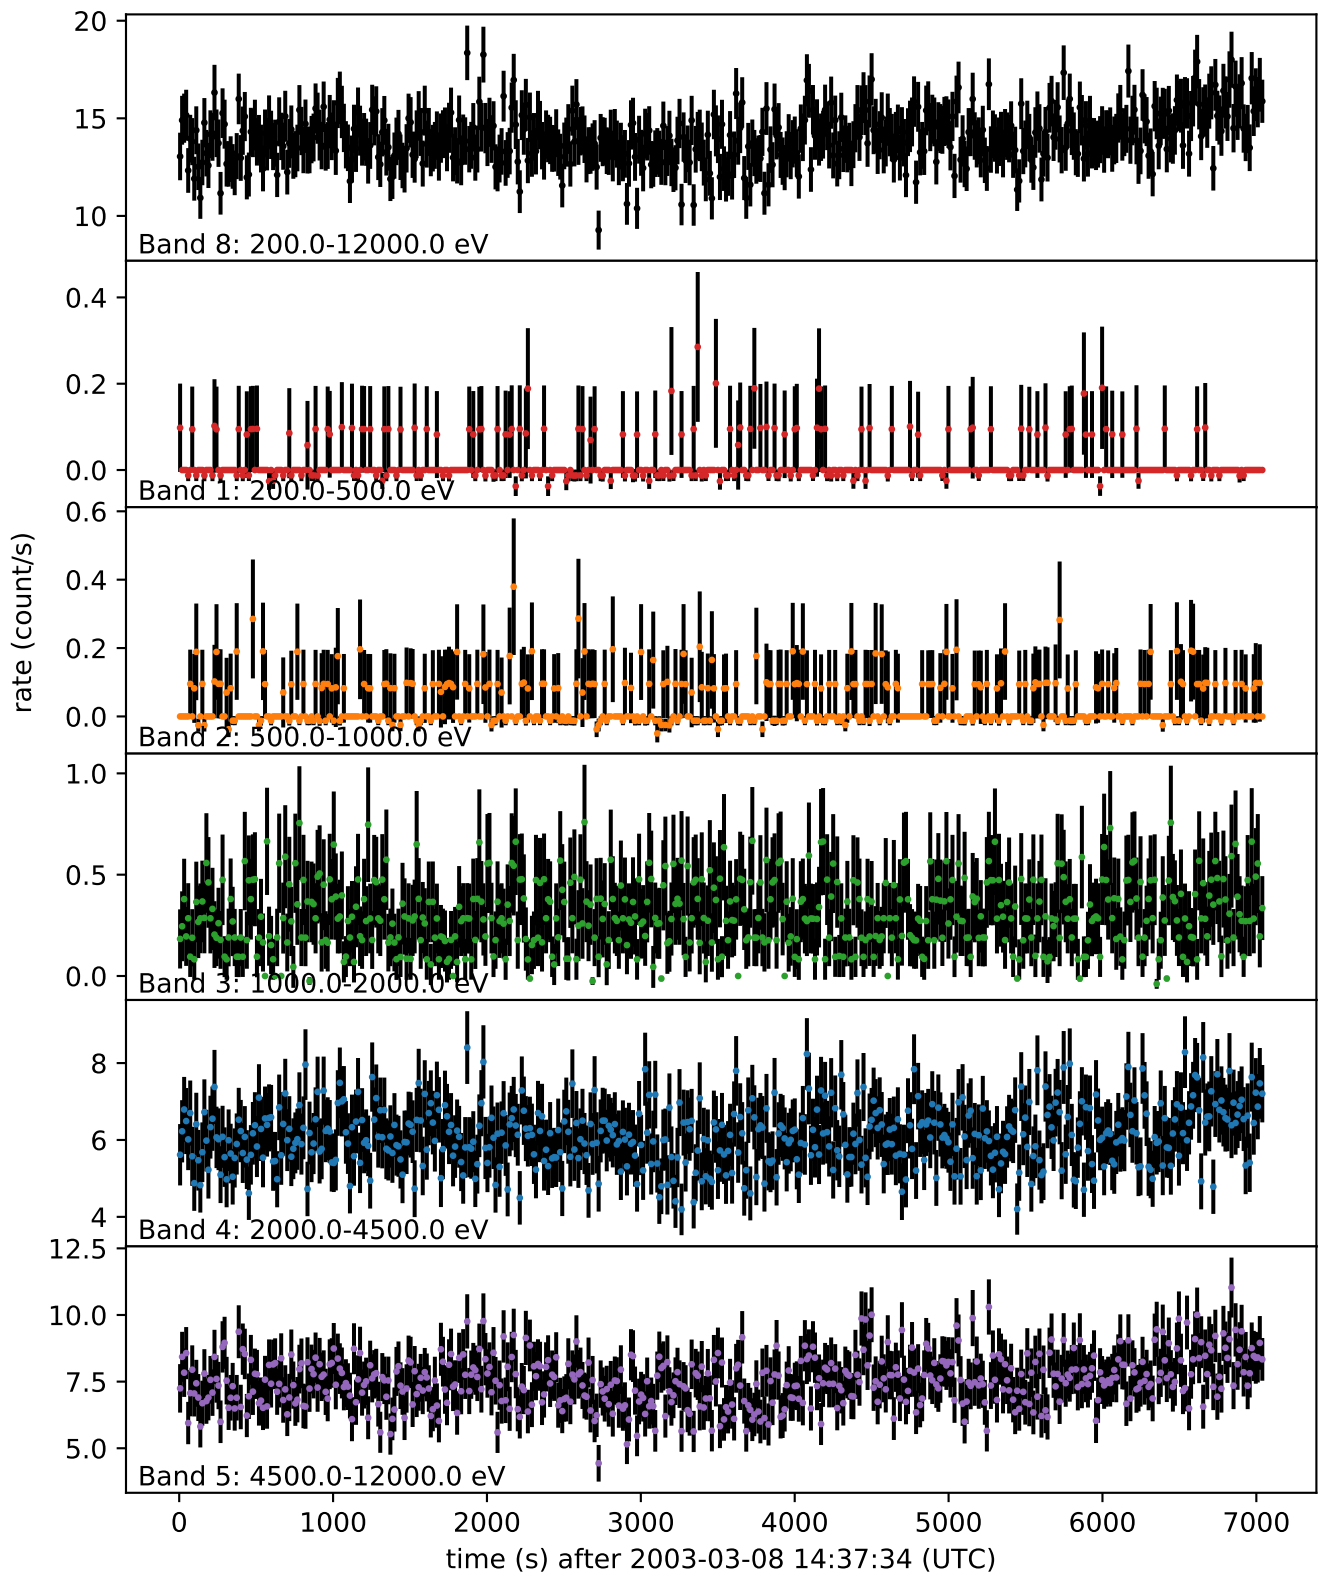 20
15
10
Band 8: 200.0-12000.0 eV
0.4
0.2
0.0
Band 1: 200.0-500.0 eV
0.6
0.4
0.2
0.0
Band 2: 500.0-1000.0 eV
rate (count/s)
1.0
0.5
0.0
Band 3: 1000.0-2000.0 eV
8
6
4
Band 4: 2000.0-4500.0 eV
12.5
10.0
7.5
5.0
Band 5: 4500.0-12000.0 eV
0 1000 2000 3000 4000 5000 6000 7000
time (s) after 2003-03-08 14:37:34 (UTC)